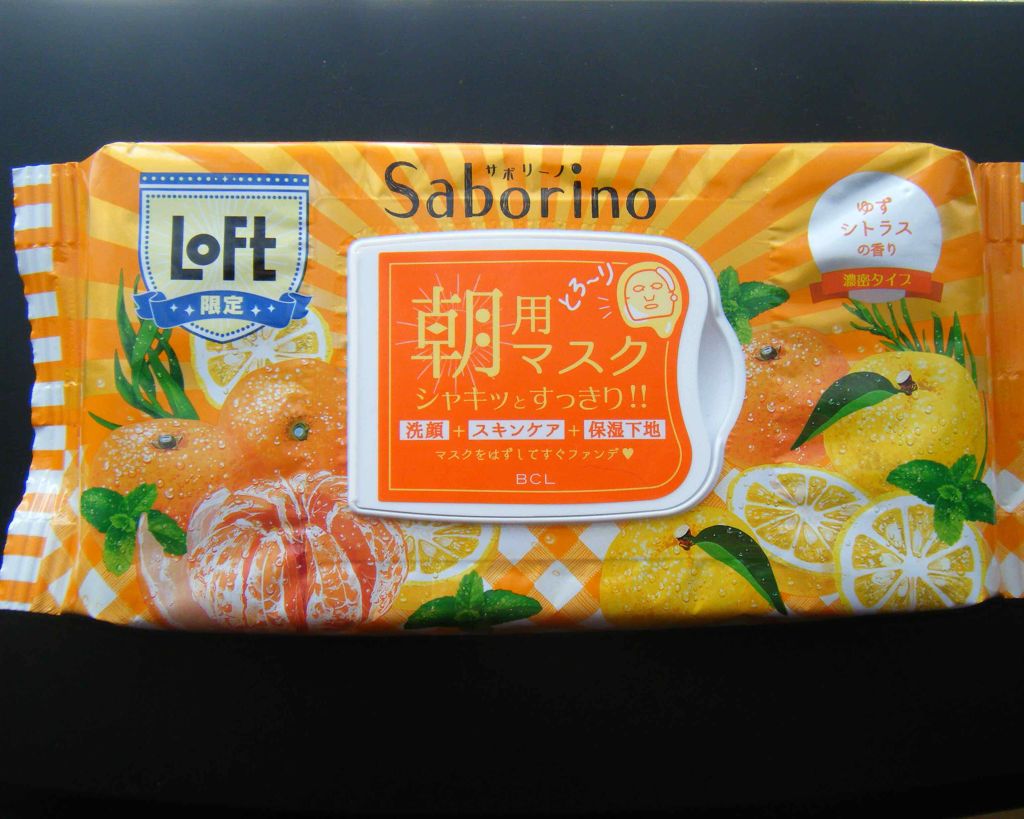 サボリーノ
Saborino
LOFT
限定
ゆず
シトラス
の香り
濃密タイプ
とろ〜り
朝用
マスク
シャキッとすっきり!!
洗顔+スキンケア+保湿下地
マスクをはずしてすぐファンデ♥
BCL